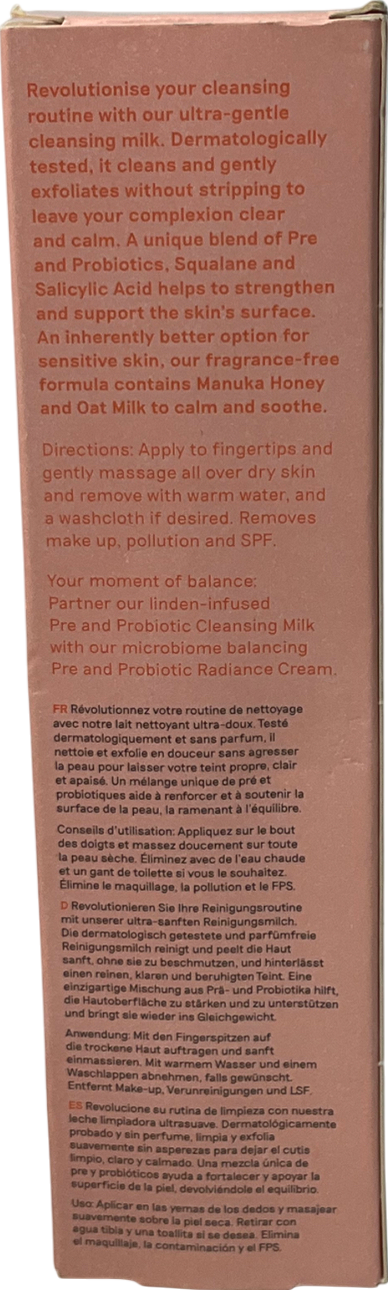 Revolutionise your cleansing
routine with our ultra-gentle
cleansing milk. Dermatologically
tested, it cleans and gently
exfoliates without stripping to
leave your complexion clear
and calm. A unique blend of Pre
and Probiotics, Squalane and
Salicylic Acid helps to strengthen
and support the skin's surface.
An inherently better option for
sensitive skin, our fragrance-free
formula contains Manuka Honey
and Oat Milk to calm and soothe.
Directions: Apply to fingertips and
gently massage all over dry skin
and remove with warm water, and
a washcloth if desired. Removes
make up, pollution and SPF.
Your moment of balance:
Partner our linden-infused
Pre and Probiotic Cleansing Milk
with our microbiome balancing
Pre and Probiotic Radiance Cream.
FR Révolutionnez votre routine de nettoyage
avec notre lait nettoyant ultra-doux. Testé
dermatologiquement et sans parfum, il
nettoie et exfolie en douceur sans agresser
la peau pour laisser votre teint propre, clair
et apaisé. Un mélange unique de pré et
probiotiques aide à renforcer et à soutenir la
surface de la peau, la ramenant à l'équilibre.
Conseils d'utilisation: Appliquez sur le bout
des doigts et massez doucement sur toute
la peau sèche. Éliminez avec de l'eau chaude
et un gant de toilette si vous le souhaitez.
Élimine le maquillage, la pollution et le FPS.
D Revolutionieren Sie Ihre Reinigungsroutine
mit unserer ultra-sanften Reinigungsmilch.
Die dermatologisch getestete und parfümfreie
Reinigungsmilch reinigt und peelt die Haut
sanft, ohne sie zu beschmutzen, und hinterlässt
einen reinen, klaren und beruhigten Teint. Eine
einzigartige Mischung aus Prä- und Probiotika hilft,
die Hautoberfläche zu stärken und zu unterstützen
und bringt sie wieder ins Gleichgewicht.
Anwendung: Mit den Fingerspitzen auf
die trockene Haut auftragen und sanft
einmassieren. Mit warmem Wasser und einem
Waschlappen abnehmen, falls gewünscht.
Entfernt Make-up, Verunreinigungen und LSF.
ES Revolucione su rutina de limpieza con nuestra
leche limpiadora ultrasuave. Dermatológicamente
probado y sin perfume, limpia y exfolia
suavemente sin asperezas para dejar el cutis
limpio, claro y calmado. Una mezcla única de
pre y probióticos ayuda a fortalecer y apoyar la
superficie de la piel, devolviéndole el equilibrio.
Uso: Aplicar en las yemas de los dedos y masajear
suavemente sobre la piel seca. Retirar con
agua tibia y una toallita si se desea. Elimina
el maquillaje, la contaminación y el FPS.